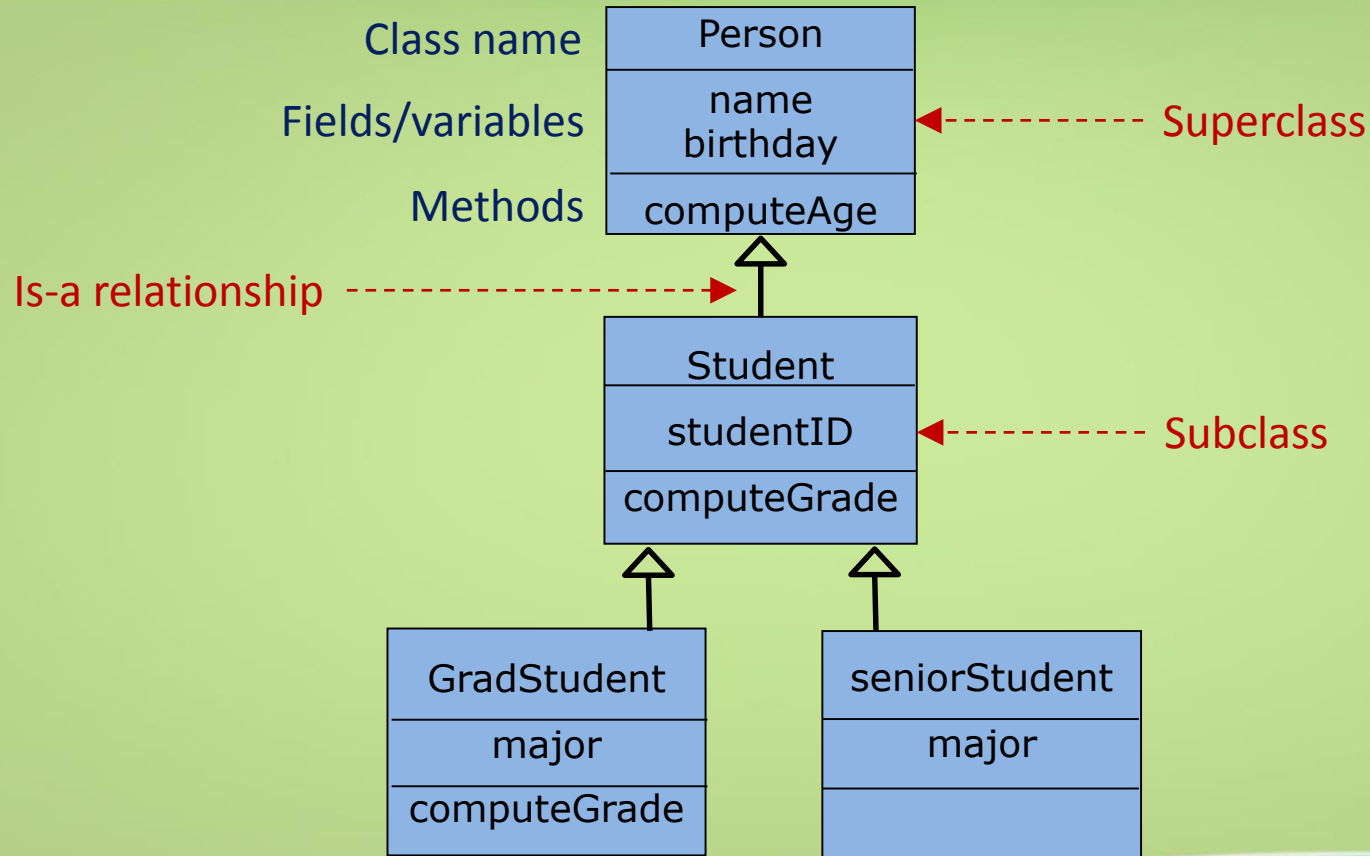 Class name
Person
Fields/variables
name
birthday
Superclass
Methods
computeAge
Is-a relationship
Student
studentID
Subclass
computeGrade
GradStudent
seniorStudent
major
major
computeGrade